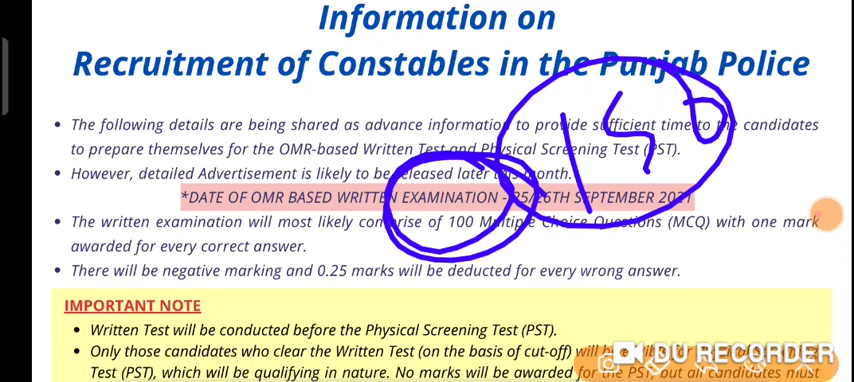 Information on
Recruitment of Constables in the Punjab Police
150
• The following details are being shared as advance information to provide sufficient time to the candidates
to prepare themselves for the OMR-based Written Test and Physical Screening Test (PST).
• However, detailed Advertisement is likely to be released later this month.
*DATE OF OMR BASED WRITTEN EXAMINATION - 25/26TH SEPTEMBER 2021
• The written examination will most likely comprise of 100 Multiple Choice Questions (MCQ) with one mark
awarded for every correct answer.
• There will be negative marking and 0.25 marks will be deducted for every wrong answer.
IMPORTANT NOTE
• Written Test will be conducted before the Physical Screening Test (PST).
• Only those candidates who clear the Written Test (on the basis of cut-off) will be
DU RECORDER
Test (PST), which will be qualifying in nature. No marks will be awarded for the PST, but all candidates must